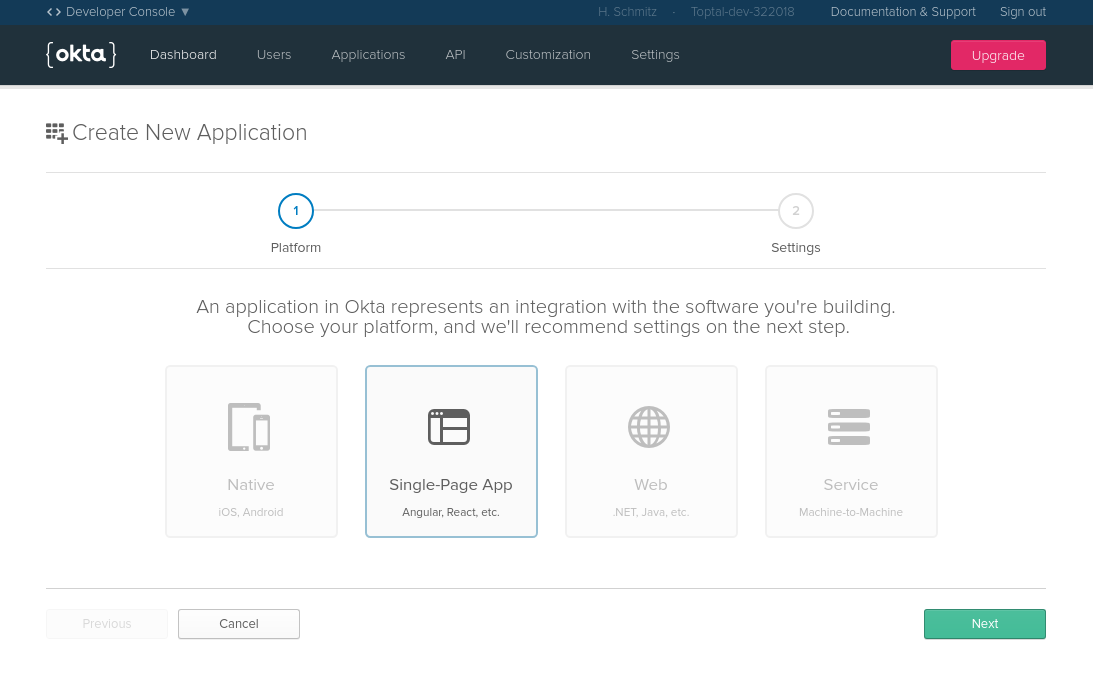 <> Developer Console ▼ H. Schmitz · Toptal-dev-322018 Documentation & Support Sign out
{okta} Dashboard Users Applications API Customization Settings Upgrade
Create New Application
1 2
Platform Settings
An application in Okta represents an integration with the software you're building.
Choose your platform, and we'll recommend settings on the next step.
Native Single-Page App Web Service
iOS, Android Angular, React, etc. .NET, Java, etc. Machine-to-Machine
Previous Cancel Next